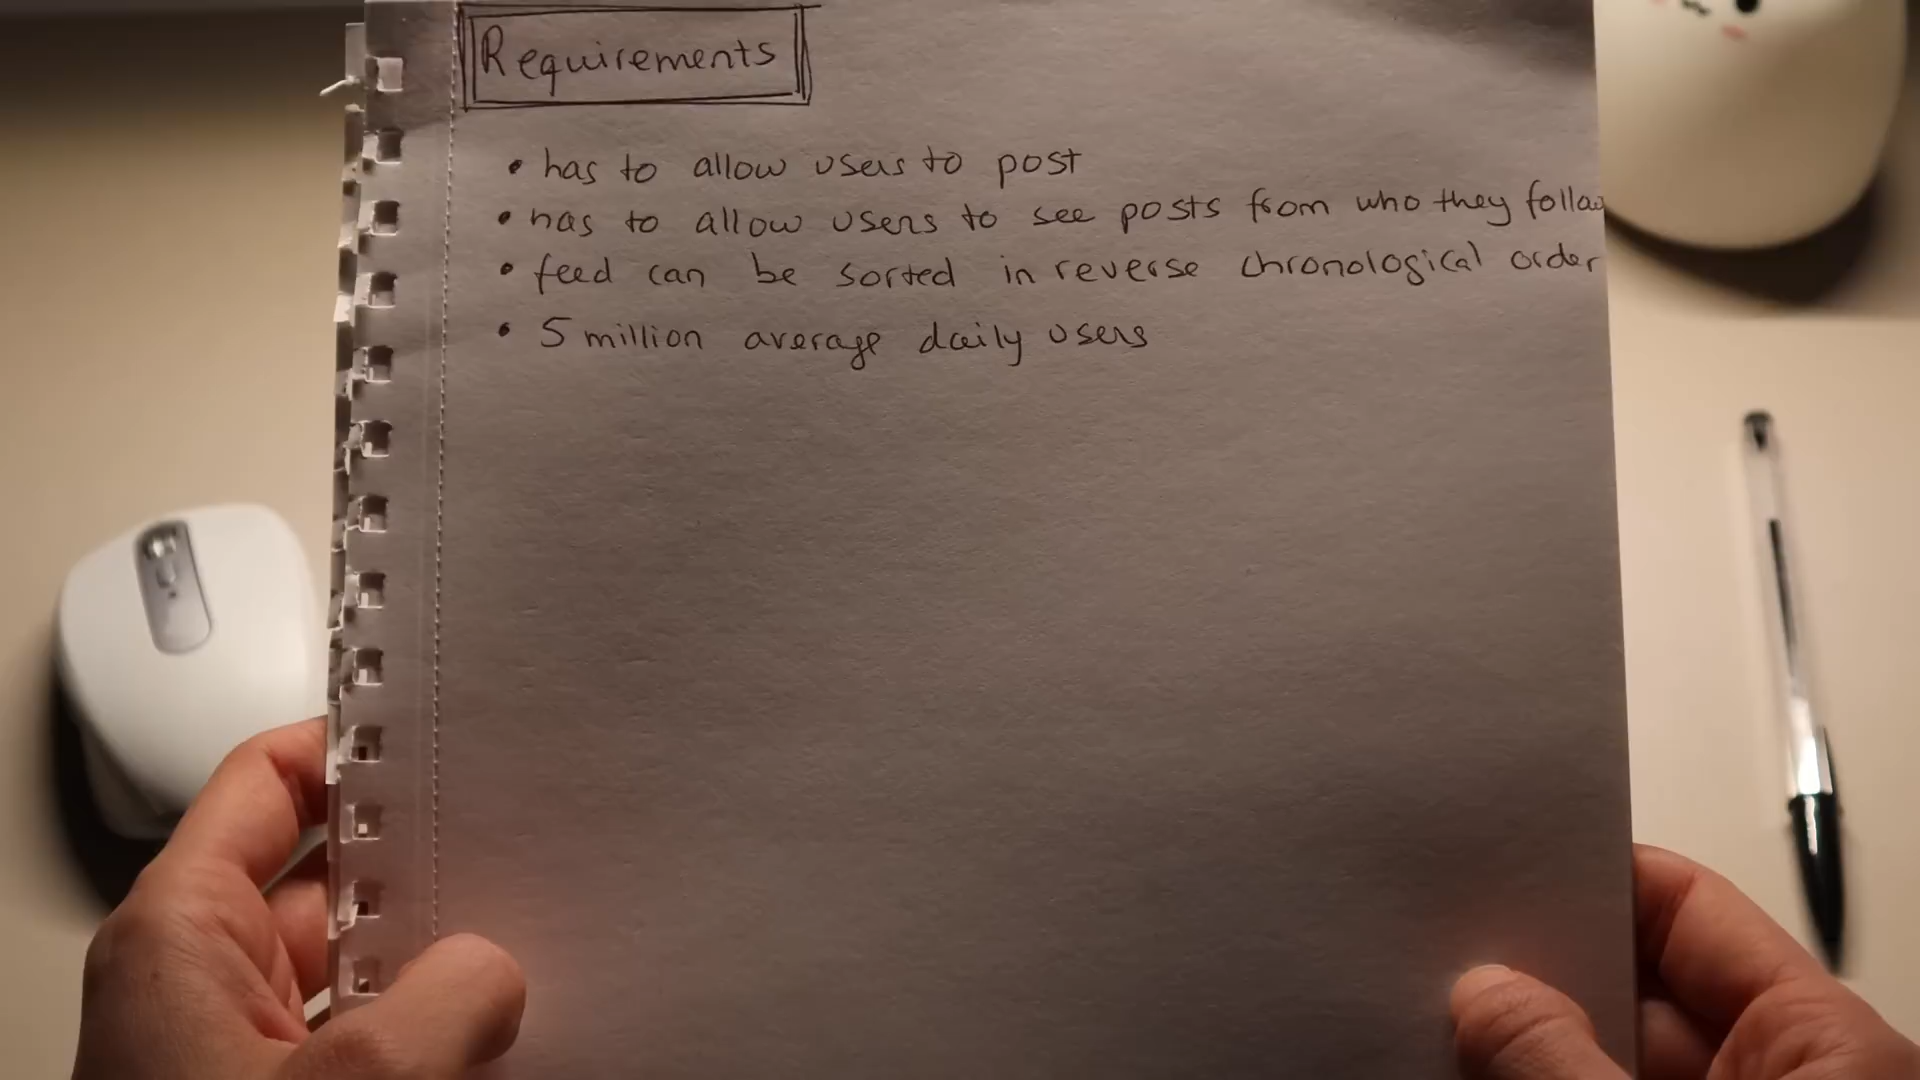 Requirements
• has to allow users to post
• has to allow users to see posts from who they follow
• feed can be sorted in reverse chronological order
• 5 million average daily users